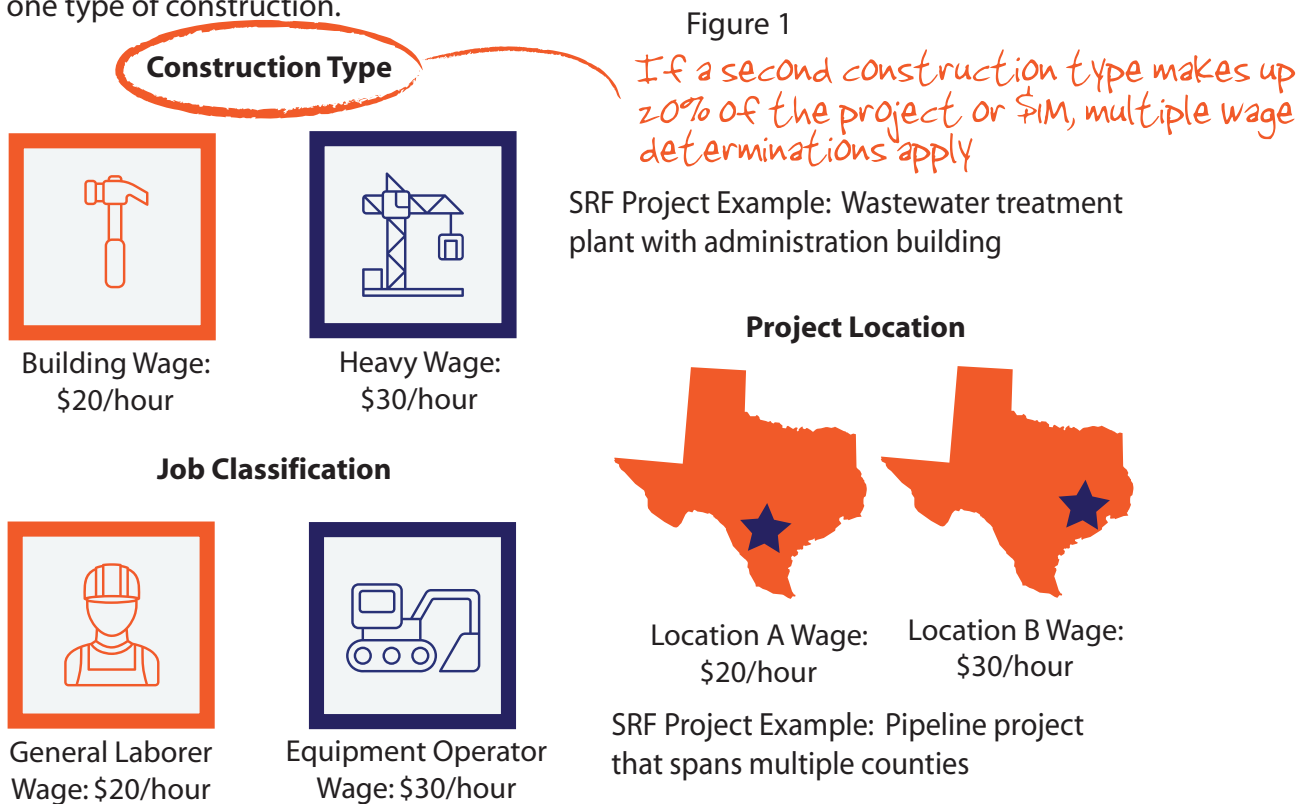 one type of construction.
Figure 1
Construction Type
If a second construction type makes up
20% of the project or $1M, multiple wage
determinations apply
Building Wage:
$20/hour
Heavy Wage:
$30/hour
SRF Project Example: Wastewater treatment
plant with administration building
Job Classification
General Laborer
Wage: $20/hour
Equipment Operator
Wage: $30/hour
Project Location
Location A Wage:
$20/hour
Location B Wage:
$30/hour
SRF Project Example: Pipeline project
that spans multiple counties